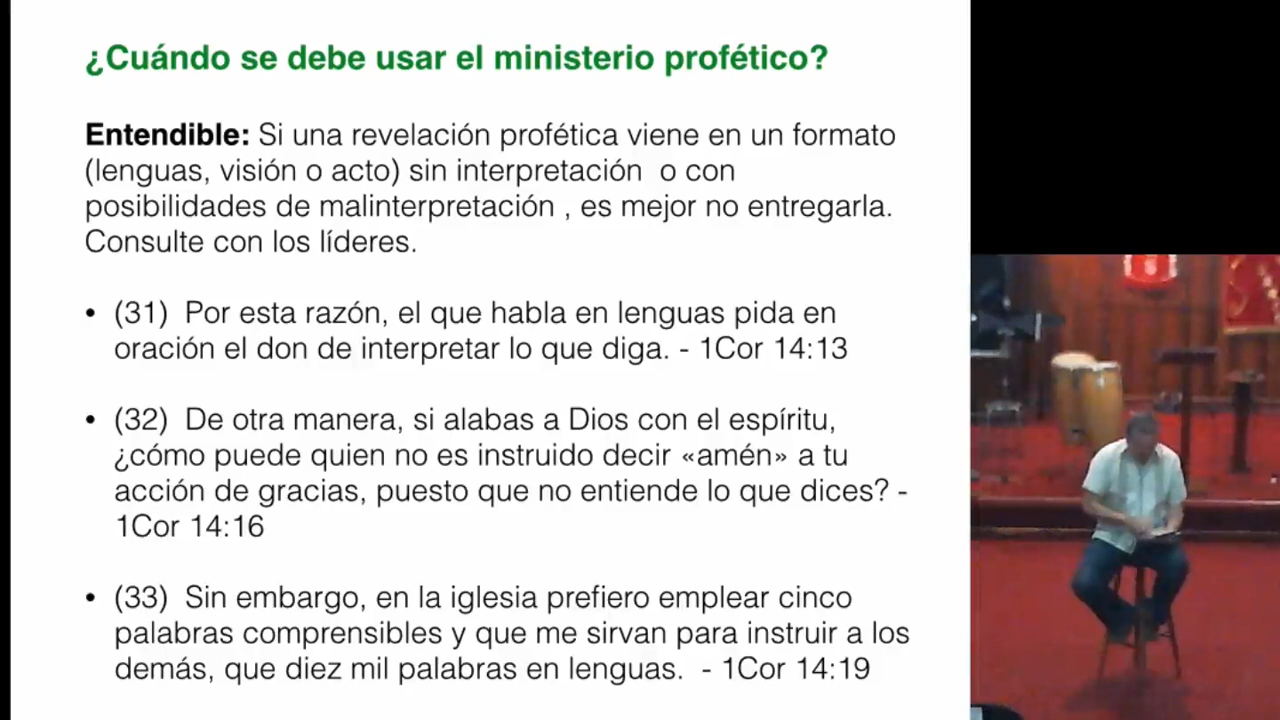 ¿Cuándo se debe usar el ministerio profético?
Entendible: Si una revelación profética viene en un formato
(lenguas, visión o acto) sin interpretación  o con
posibilidades de malinterpretación , es mejor no entregarla.
Consulte con los líderes.
• (31)  Por esta razón, el que habla en lenguas pida en
oración el don de interpretar lo que diga. - 1Cor 14:13
• (32)  De otra manera, si alabas a Dios con el espíritu,
¿cómo puede quien no es instruido decir «amén» a tu
acción de gracias, puesto que no entiende lo que dices? -
1Cor 14:16
• (33)  Sin embargo, en la iglesia prefiero emplear cinco
palabras comprensibles y que me sirvan para instruir a los
demás, que diez mil palabras en lenguas.  - 1Cor 14:19